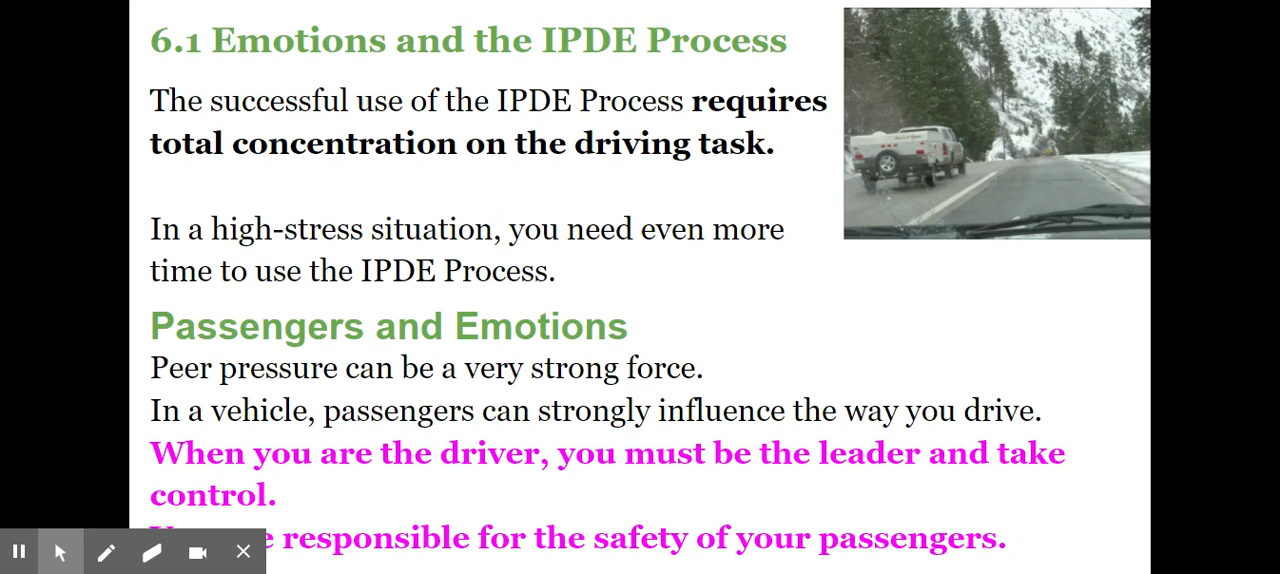 6.1 Emotions and the IPDE Process
The successful use of the IPDE Process requires
total concentration on the driving task.
In a high-stress situation, you need even more
time to use the IPDE Process.
Passengers and Emotions
Peer pressure can be a very strong force.
In a vehicle, passengers can strongly influence the way you drive.
When you are the driver, you must be the leader and take
control.
responsible for the safety of your passengers.